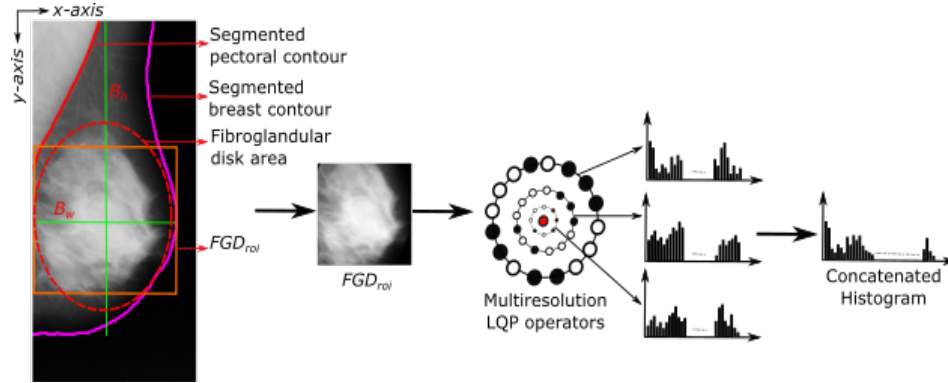 x-axis
y-axis
Segmented
pectoral contour
B_h
Segmented
breast contour
Fibroglandular
disk area
B_w
FGD_roi
FGD_roi
Multiresolution
LQP operators
Concatenated
Histogram